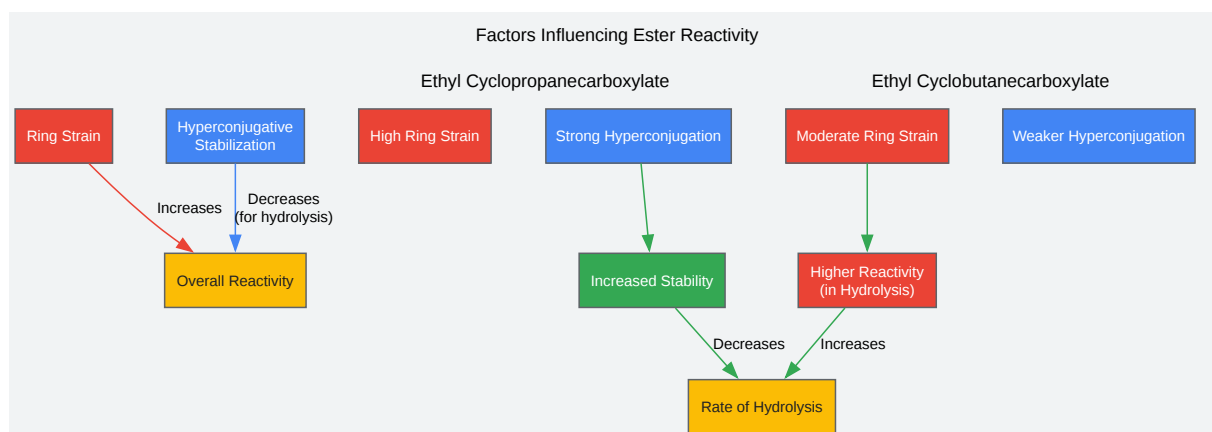 Factors Influencing Ester Reactivity
Ethyl Cyclopropanecarboxylate
Ethyl Cyclobutanecarboxylate
Ring Strain
Hyperconjugative
Stabilization
High Ring Strain
Strong Hyperconjugation
Moderate Ring Strain
Weaker Hyperconjugation
Increases
Decreases
(for hydrolysis)
Overall Reactivity
Increased Stability
Higher Reactivity
(in Hydrolysis)
Decreases
Increases
Rate of Hydrolysis